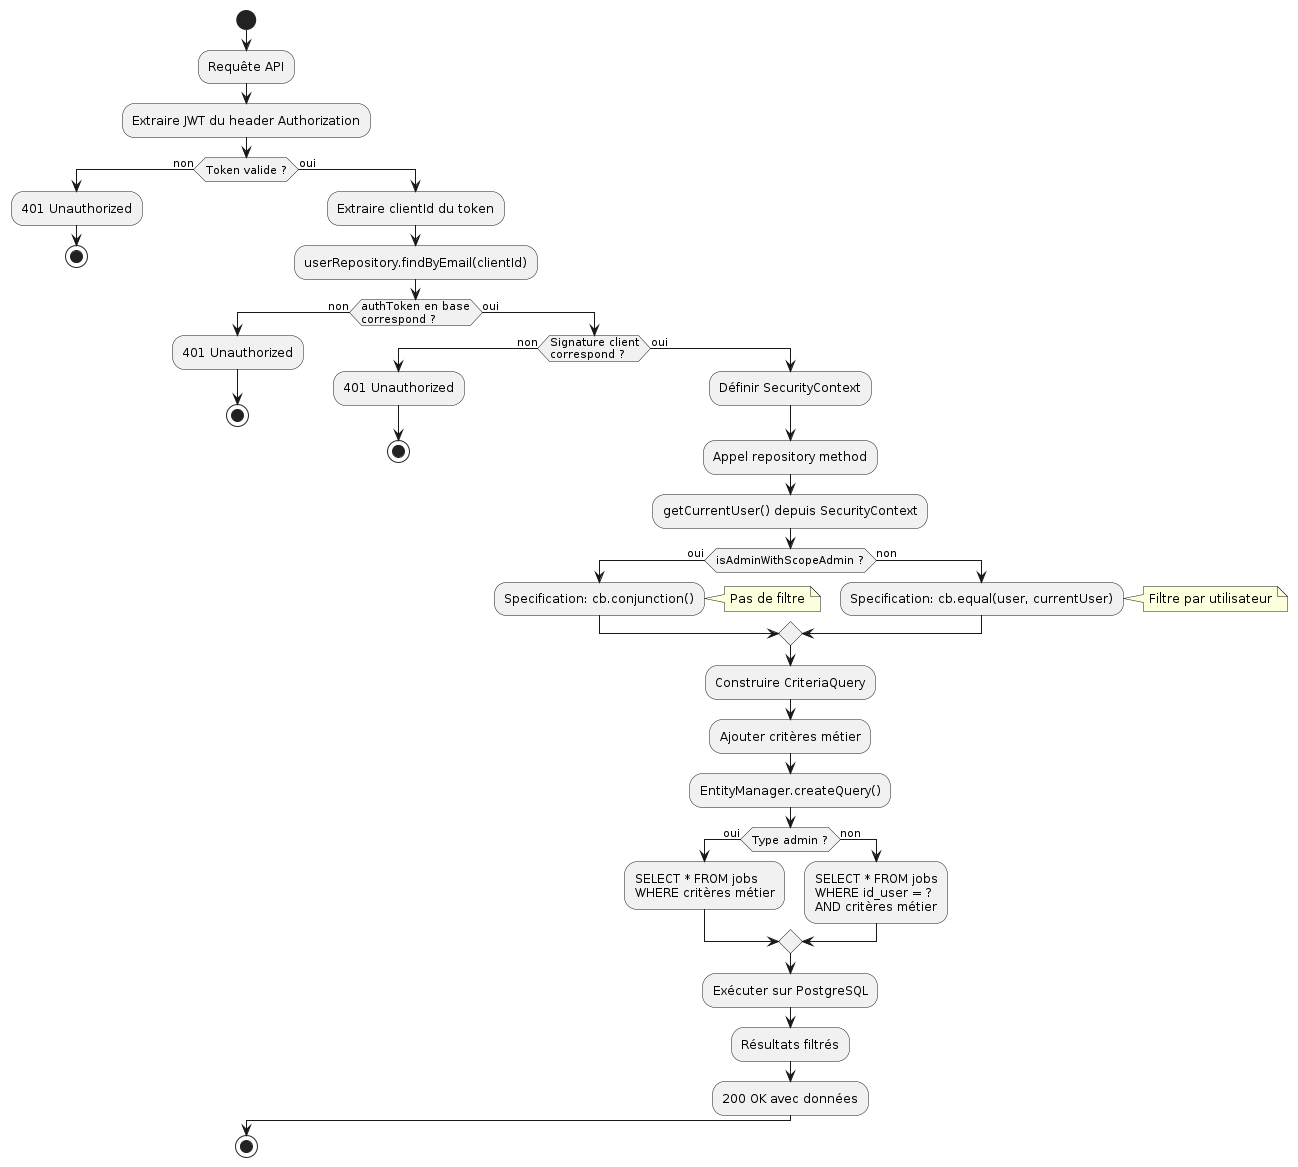 Requête API
Extraire JWT du header Authorization
non
Token valide ?
oui
401 Unauthorized
Extraire clientId du token
userRepository.findByEmail(clientId)
non
authToken en base
correspond ?
oui
401 Unauthorized
non
Signature client
correspond ?
oui
401 Unauthorized
Définir SecurityContext
Appel repository method
getCurrentUser() depuis SecurityContext
oui
isAdminWithScopeAdmin ?
non
Specification: cb.conjunction()
Pas de filtre
Specification: cb.equal(user, currentUser)
Filtre par utilisateur
Construire CriteriaQuery
Ajouter critères métier
EntityManager.createQuery()
oui
Type admin ?
non
SELECT * FROM jobs
WHERE critères métier
SELECT * FROM jobs
WHERE id_user = ?
AND critères métier
Exécuter sur PostgreSQL
Résultats filtrés
200 OK avec données